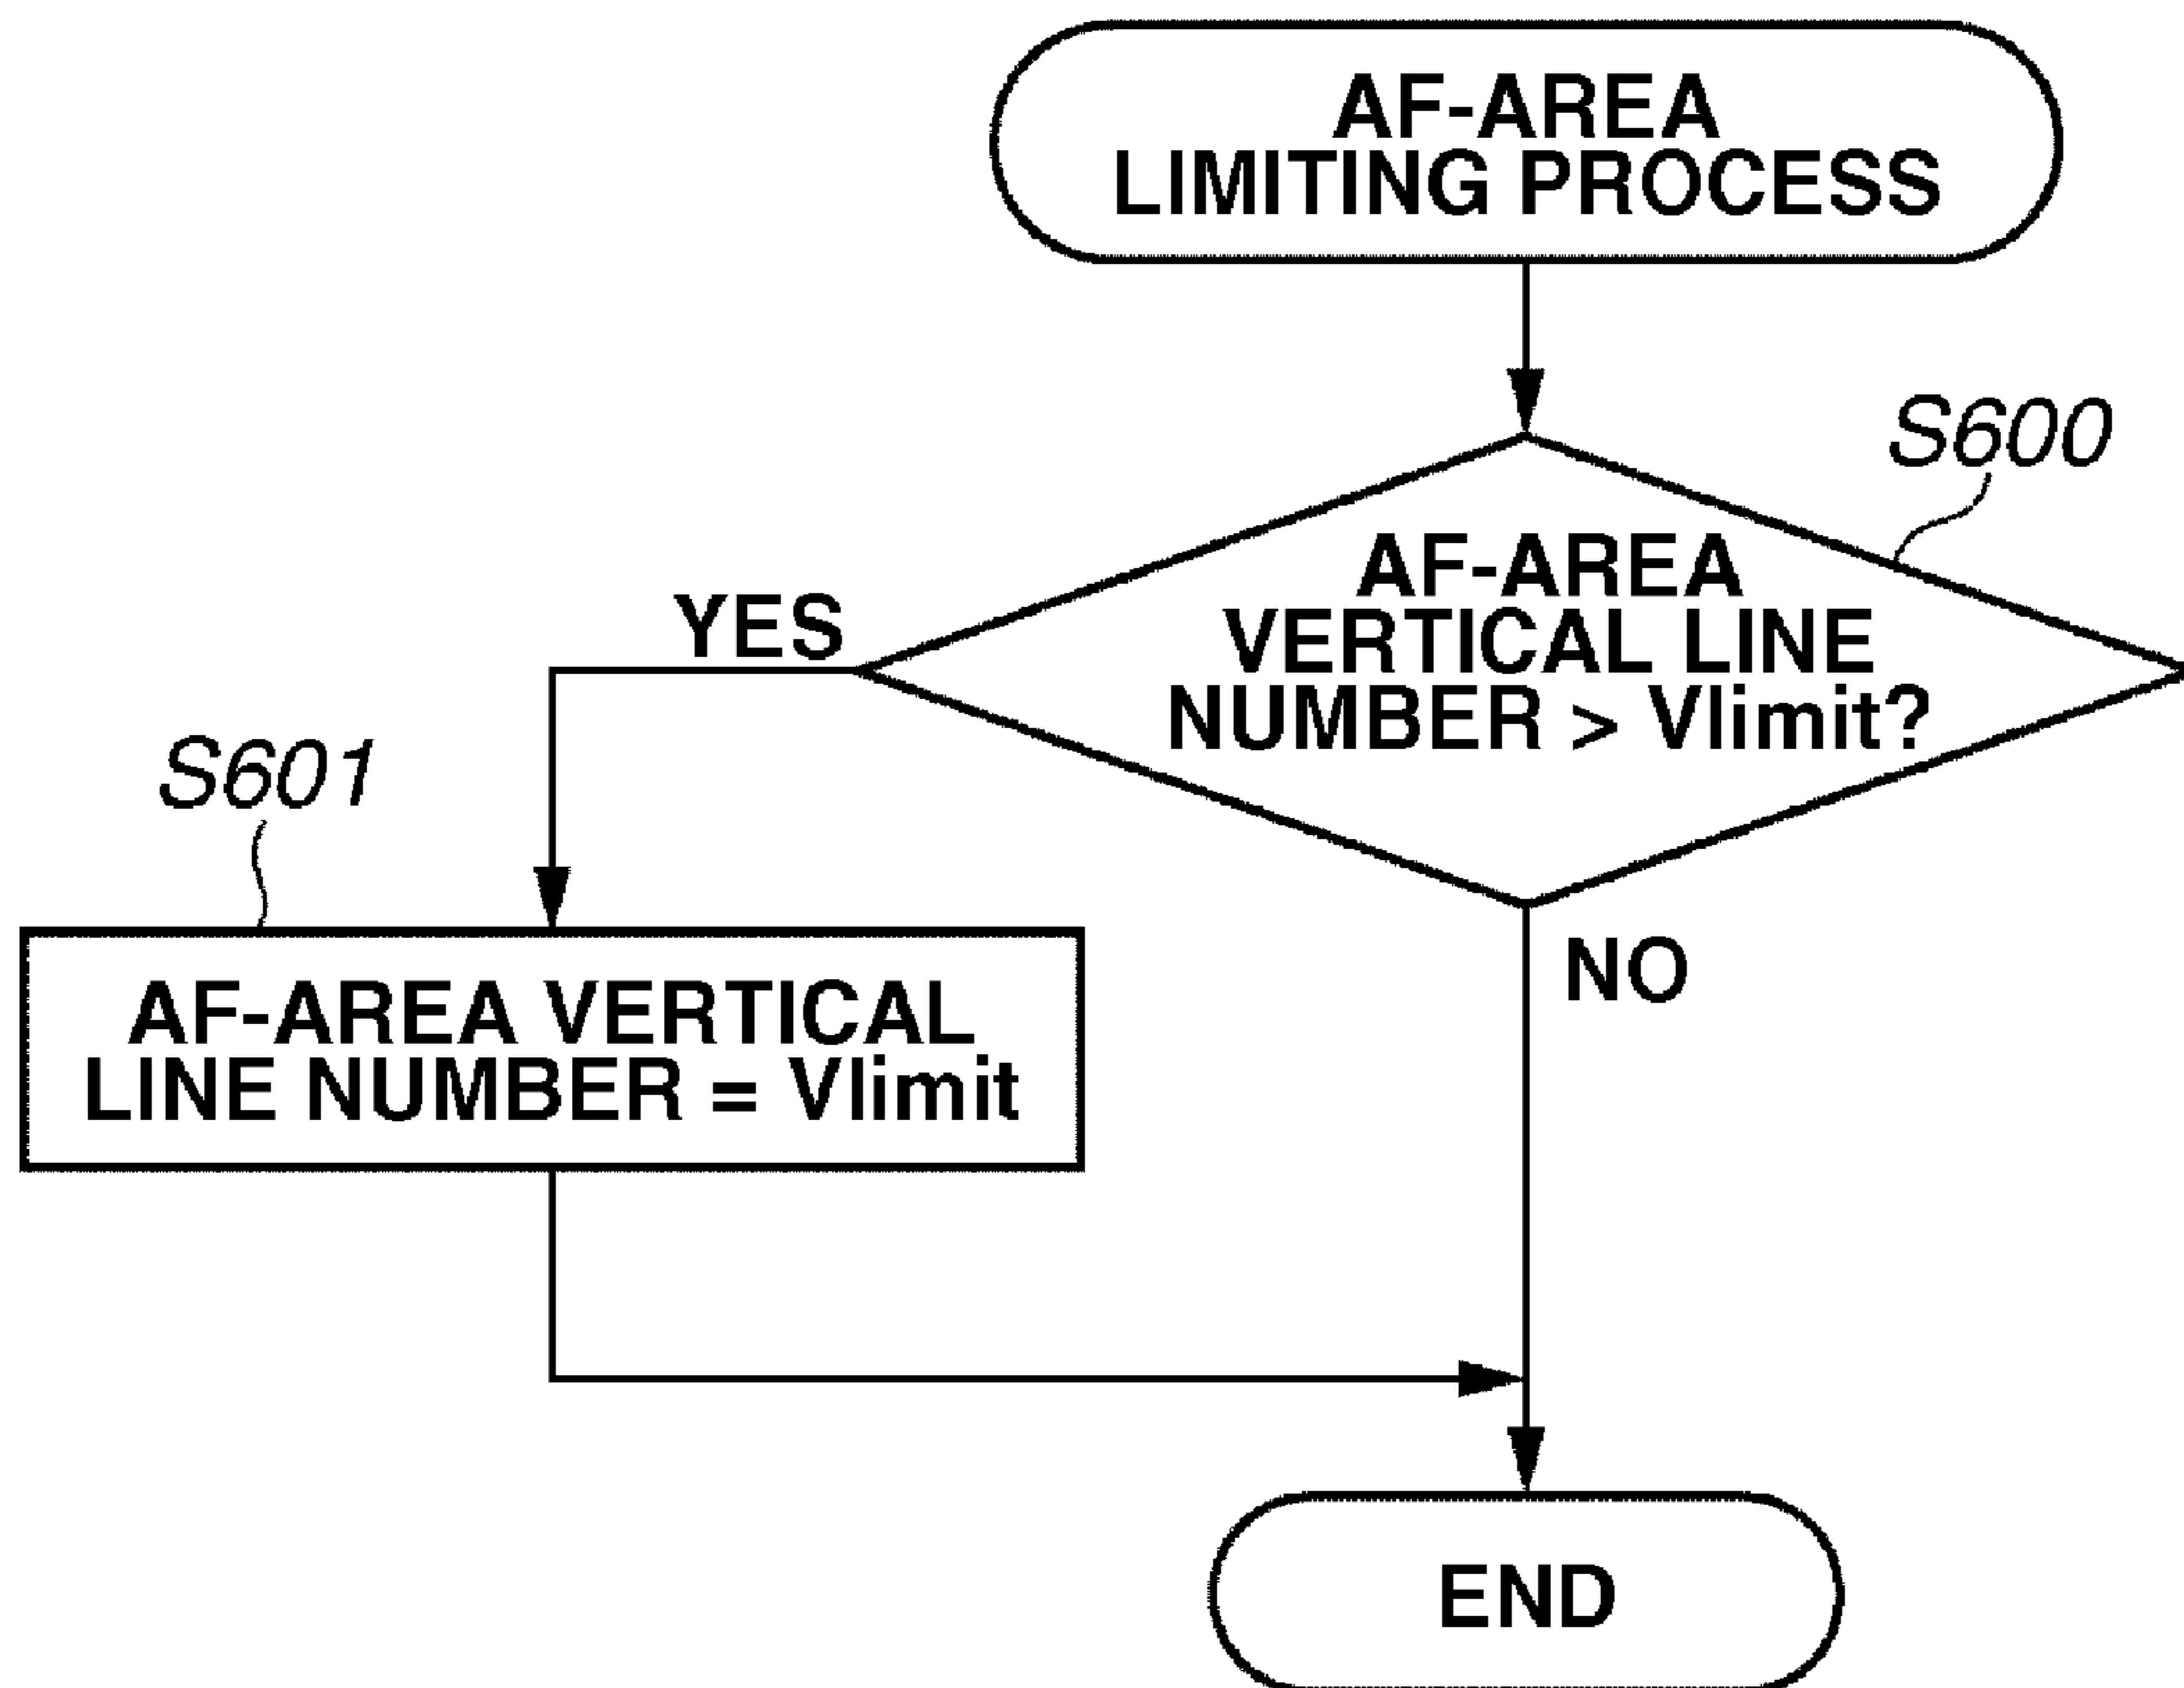 AF-AREA
LIMITING PROCESS
S600
AF-AREA
VERTICAL LINE
NUMBER > Vlimit?
YES
S601
NO
AF-AREA VERTICAL
LINE NUMBER = Vlimit
END